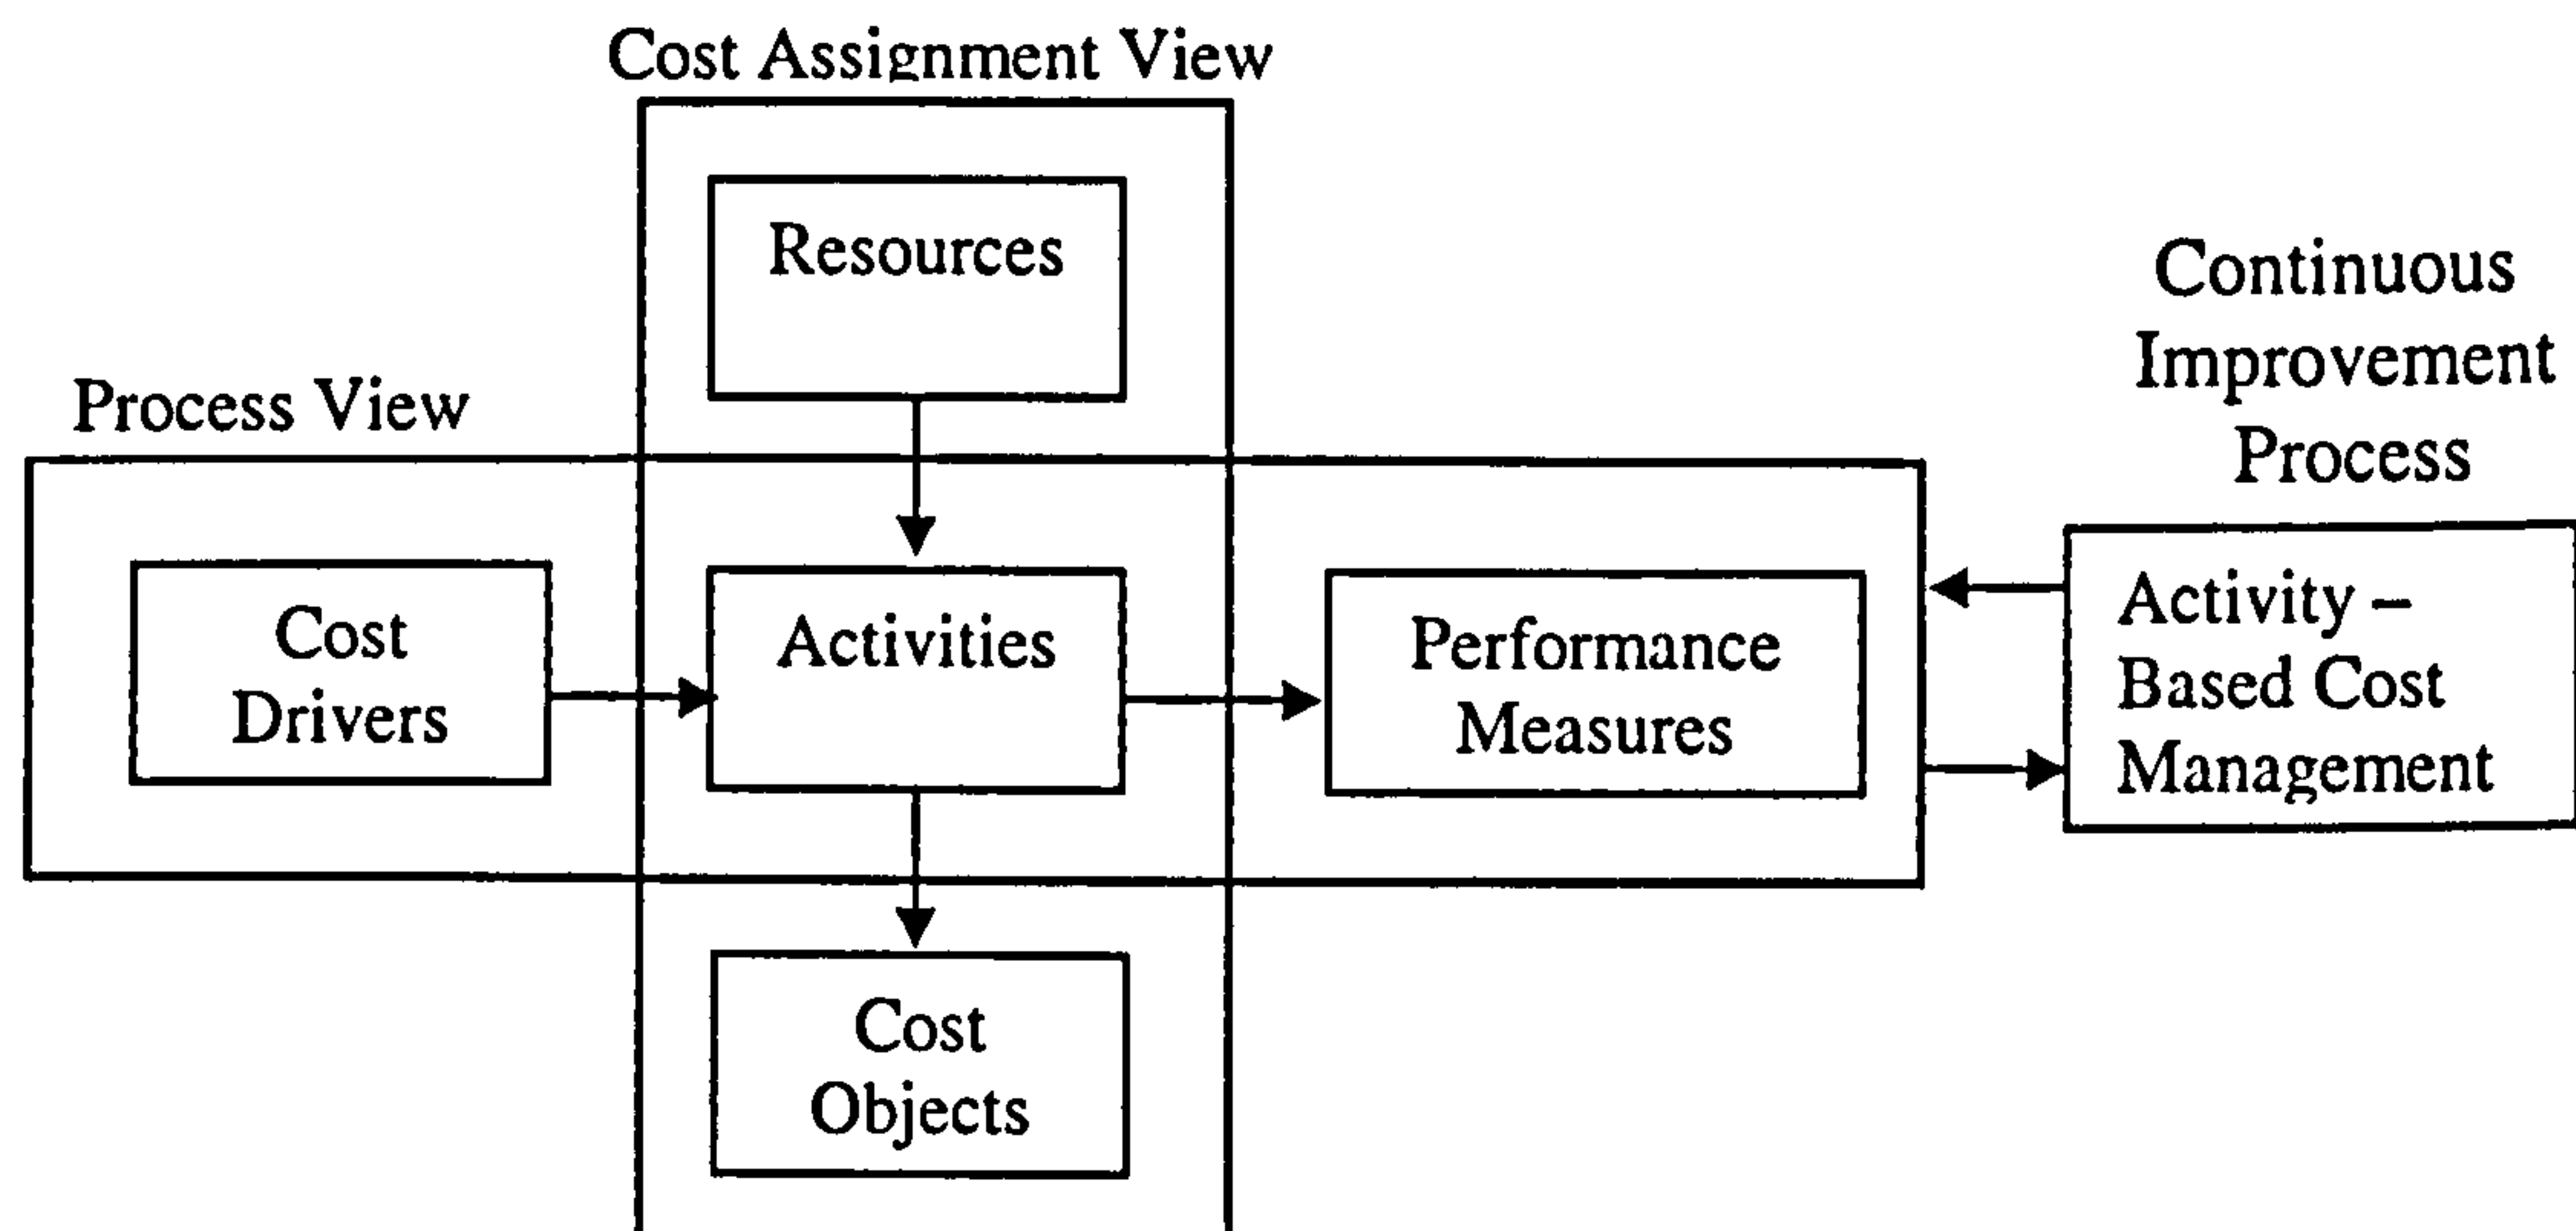 Cost Assignment View
Resources
Process View
Continuous
Improvement
Process
Cost
Drivers
Activities
Performance
Measures
Activity –
Based Cost
Management
Cost
Objects